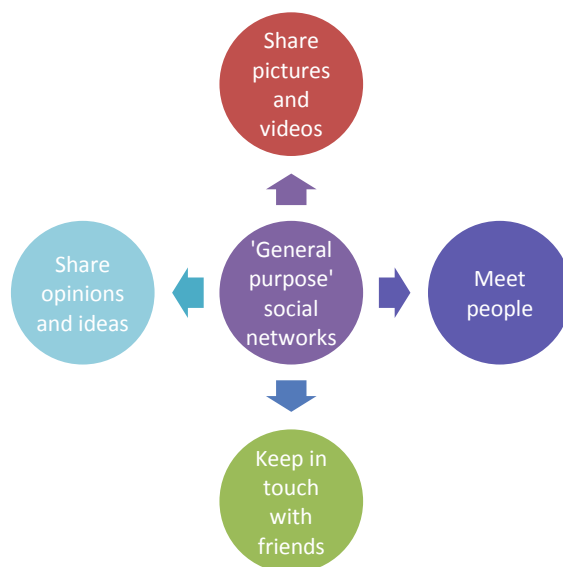 Share
pictures
and
videos
Share
opinions
and ideas
'General
purpose'
social
networks
Meet
people
Keep in
touch
with
friends